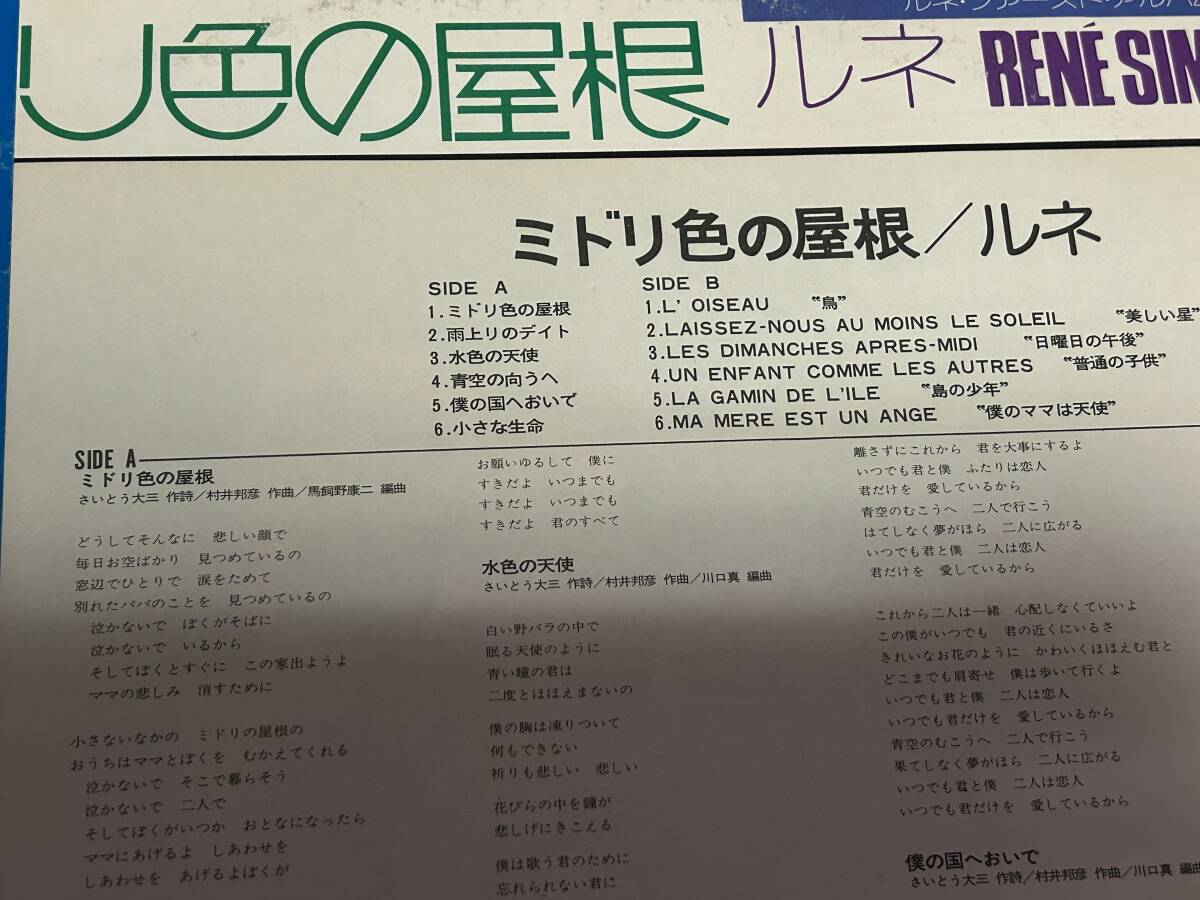 ルネ・ファースト・アルバム
リ色の屋根 ルネ RENÉ SIM
ミドリ色の屋根／ルネ
SIDE A
1.ミドリ色の屋根
2.雨上りのデイト
3.水色の天使
4.青空の向うへ
5.僕の国へおいで
6.小さな生命
SIDE B
1.L' OISEAU “鳥”
2.LAISSEZ-NOUS AU MOINS LE SOLEIL “美しい星”
3.LES DIMANCHES APRES-MIDI “日曜日の午後”
4.UN ENFANT COMME LES AUTRES “普通の子供”
5.LA GAMIN DE L'ILE “島の少年”
6.MA MERE EST UN ANGE “僕のママは天使”
SIDE A
ミドリ色の屋根
さいとう大三 作詩／村井邦彦 作曲／馬飼野康二 編曲
どうしてそんなに 悲しい顔で
毎日お空ばかり 見つめているの
窓辺でひとりで 涙をためて
別れたパパのことを 見つめているの
泣かないで ぼくがそばに
泣かないで いるから
そしてぼくとすぐに この家出ようよ
ママの悲しみ 消すために
小さないなかの ミドリの屋根の
おうちはママとぼくを むかえてくれる
泣かないで そこで暮らそう
泣かないで 二人で
そしてぼくがいつか おとなになったら
ママにあげるよ しあわせを
しあわせを あげるよぼくが
お願いゆるして 僕に
すきだよ いつまでも
すきだよ いつまでも
すきだよ 君のすべて
水色の天使
さいとう大三 作詩／村井邦彦 作曲／川口真 編曲
白い野バラの中で
眠る天使のように
青い瞳の君は
二度とほほえまないの
僕の胸は凍りついて
何もできない
祈りも悲しい 悲しい
花びらの中を鐘が
悲しげにきこえる
僕は歌う君のために
忘れられない君に
離さずにこれから 君を大事にするよ
いつでも君と僕 ふたりは恋人
君だけを 愛しているから
青空のむこうへ 二人で行こう
はてしなく夢がほら 二人に広がる
いつでも君と僕 二人は恋人
君だけを 愛しているから
これから二人は一緒 心配しなくていいよ
この僕がいつでも 君の近くにいるさ
きれいなお花のように かわいくほほえむ君と
どこまでも肩寄せ 僕は歩いて行くよ
いつでも君と僕 二人は恋人
いつでも君だけを 愛しているから
青空のむこうへ 二人で行こう
果てしなく夢がほら 二人に広がる
いつでも君と僕 二人は恋人
いつでも君だけを 愛しているから
僕の国へおいで
さいとう大三 作詩／村井邦彦 作曲／川口真 編曲